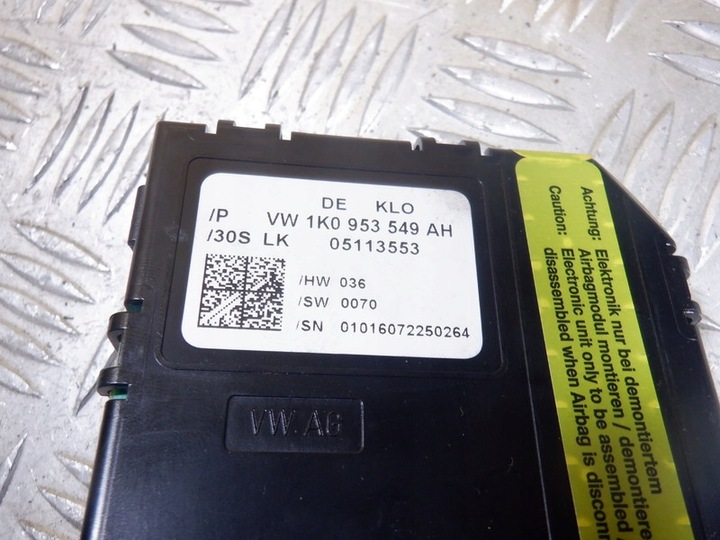 DE KLO
/P VW 1K0 953 549 AH
/30S LK 05113553
/HW 036
/SW 0070
/SN 01016072250264
VW.AG
Achtung: Elektronik nur bei demontiertem
Airbagmodul montieren / demontiere
Caution: Electronic unit only to be assembled
disassembled when Airbag is disconn